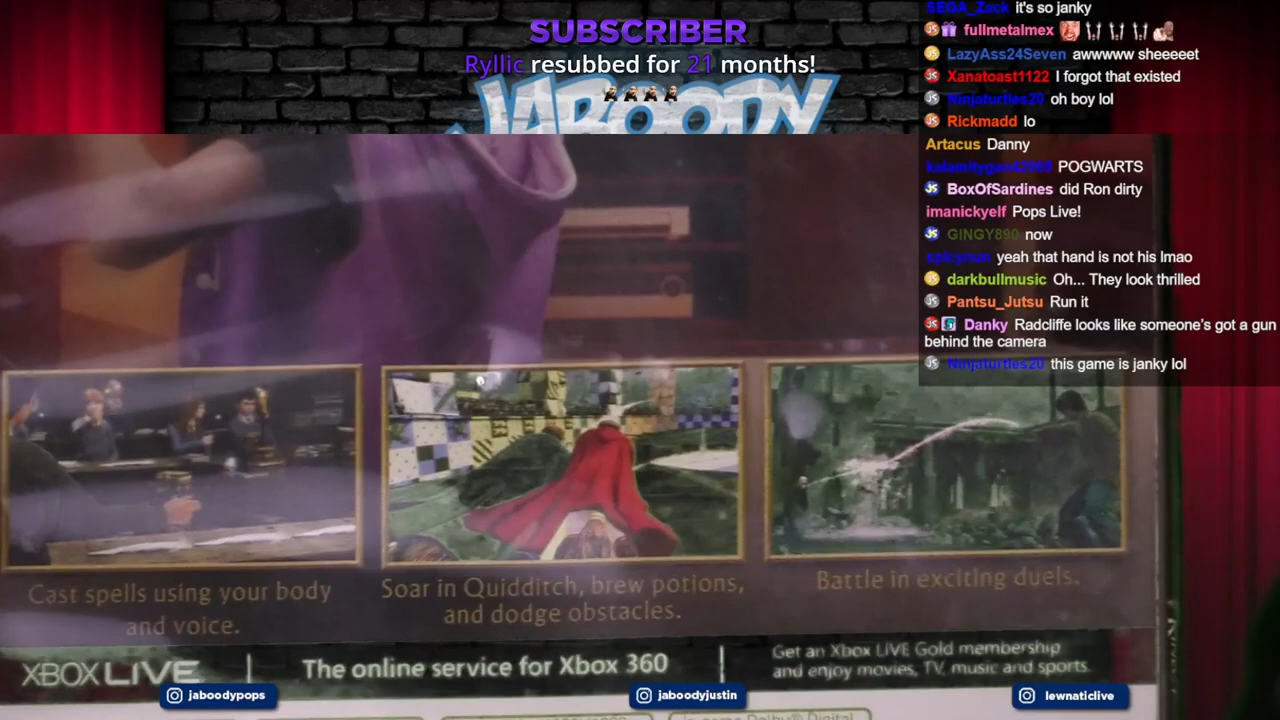 SUBSCRIBER
Ryllic resubbed for 21 months!
JABOODY
SEGA_Zack it's so janky
fullmetalmex
LazyAss24Seven awwwww sheeeeet
Xanatoast1122 I forgot that existed
Ninjaturtles20 oh boy lol
Rickmadd lo
Artacus Danny
kalamitygan42069 POGWARTS
BoxOfSardines did Ron dirty
imanickyelf Pops Live!
GINGY890 now
spicynun yeah that hand is not his lmao
darkbullmusic Oh... They look thrilled
Pantsu_Jutsu Run it
Danky Radcliffe looks like someone's got a gun
behind the camera
Ninjaturtles20 this game is janky lol
Cast spells using your body
and voice.
Soar in Quidditch, brew potions,
and dodge obstacles.
Battle in exciting duels.
XBOX LIVE
The online service for Xbox 360
Get an Xbox LIVE Gold membership
and enjoy movies, TV, music and sports.
jaboodypops
jaboodyjustin
lewnaticlive
Dolby® Digital